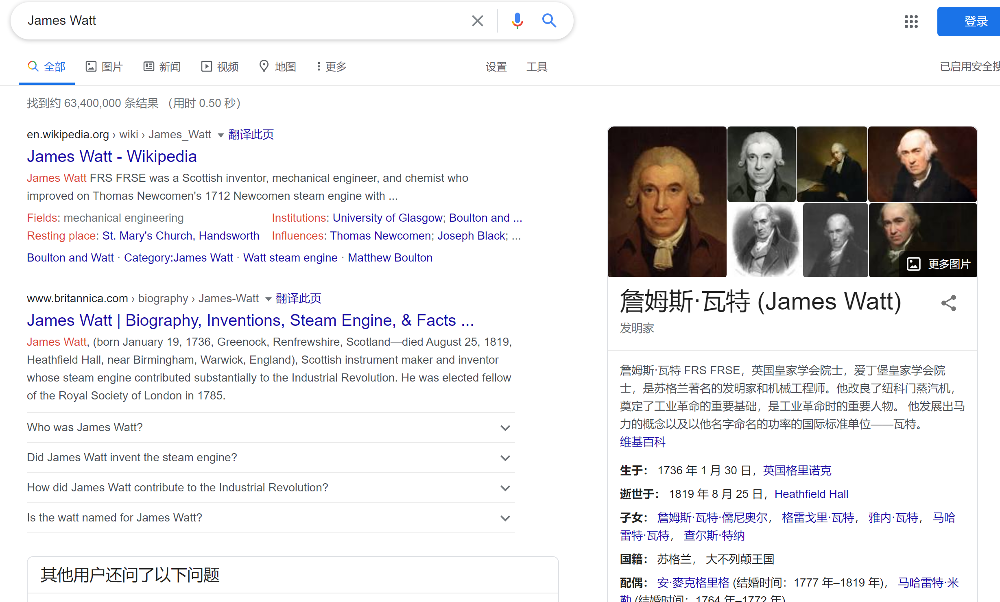 James Watt
登录
全部 图片 新闻 视频 地图 更多 设置 工具
已启用安全搜
找到约 63,400,000 条结果 （用时 0.50 秒）
en.wikipedia.org › wiki › James_Watt 翻译此页
James Watt - Wikipedia
James Watt FRS FRSE was a Scottish inventor, mechanical engineer, and chemist who
improved on Thomas Newcomen's 1712 Newcomen steam engine with ...
Fields: mechanical engineering
Institutions: University of Glasgow; Boulton and ...
Resting place: St. Mary's Church, Handsworth
Influences: Thomas Newcomen; Joseph Black; ...
Boulton and Watt · Category:James Watt · Watt steam engine · Matthew Boulton
www.britannica.com › biography › James-Watt 翻译此页
James Watt | Biography, Inventions, Steam Engine, & Facts ...
James Watt, (born January 19, 1736, Greenock, Renfrewshire, Scotland—died August 25, 1819,
Heathfield Hall, near Birmingham, Warwick, England), Scottish instrument maker and inventor
whose steam engine contributed substantially to the Industrial Revolution. He was elected fellow
of the Royal Society of London in 1785.
Who was James Watt?
Did James Watt invent the steam engine?
How did James Watt contribute to the Industrial Revolution?
Is the watt named for James Watt?
其他用户还问了以下问题
更多图片
詹姆斯·瓦特 (James Watt)
发明家
詹姆斯·瓦特 FRS FRSE，英国皇家学会院士，爱丁堡皇家学会院
士，是苏格兰著名的发明家和机械工程师。他改良了纽科门蒸汽机，
奠定了工业革命的重要基础，是工业革命时的重要人物。 他发展出马
力的概念以及以他名字命名的功率的国际标准单位——瓦特。
维基百科
生于： 1736 年 1 月 30 日，英国格里诺克
逝世于： 1819 年 8 月 25 日，Heathfield Hall
子女： 詹姆斯·瓦特·儒尼奥尔， 格雷戈里·瓦特， 雅内·瓦特， 马哈
雷特·瓦特， 查尔斯·特纳
国籍： 苏格兰， 大不列颠王国
配偶： 安·麥克格里格 (结婚时间：1777 年–1819 年)， 马哈雷特·米
勒 (结婚时间：1764 年–1772 年)